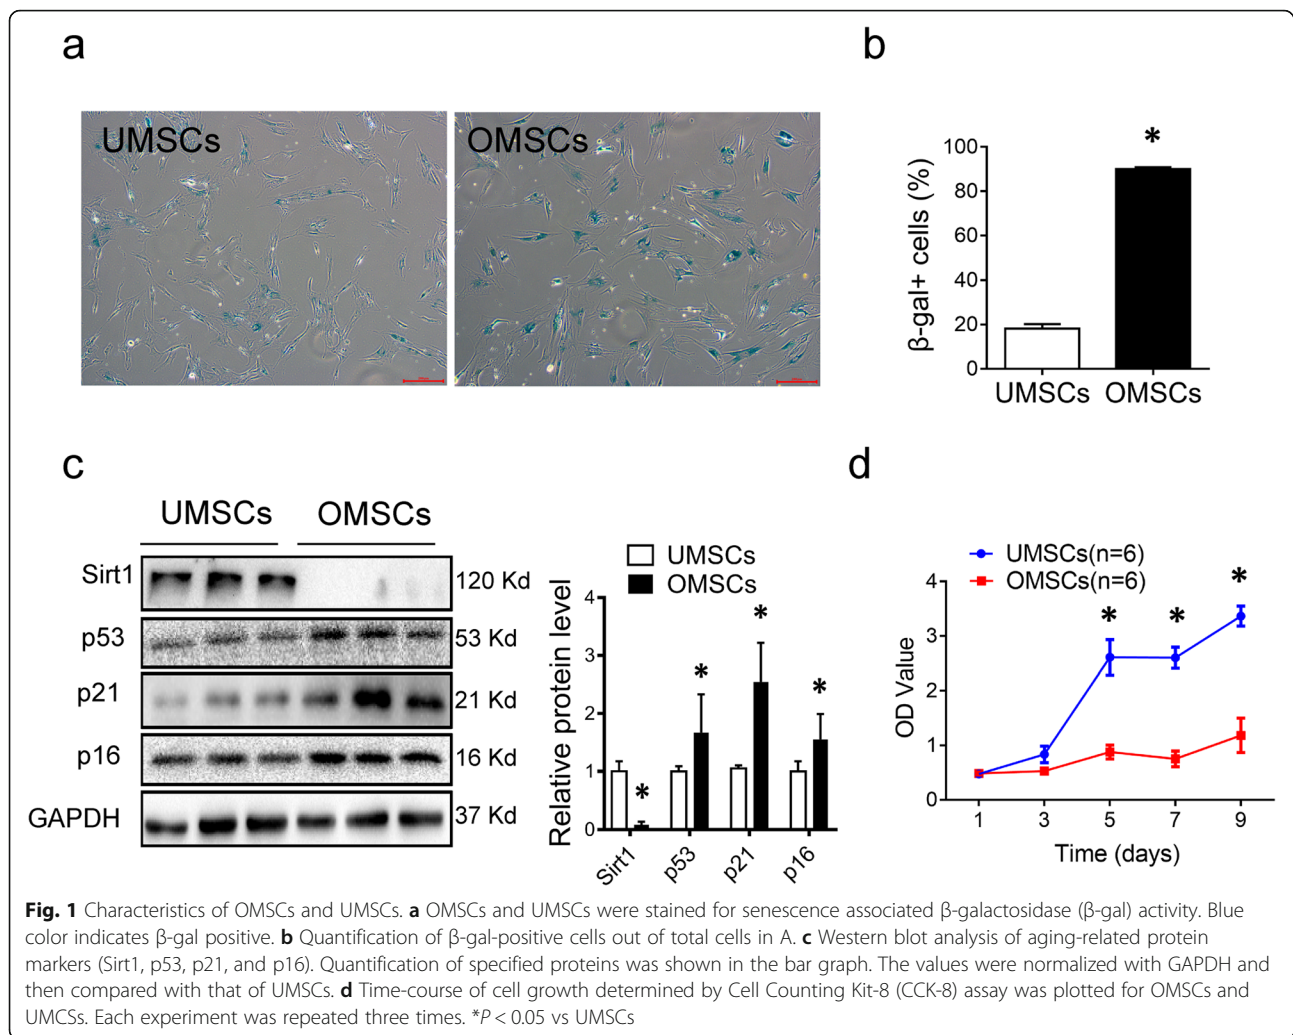 a
UMSCs
OMSCs
b
β-gal+ cells (%)
100
80
60
40
20
0
UMSCs OMSCs
*
c
UMSCs OMSCs
Sirt1 120 Kd
p53 53 Kd
p21 21 Kd
p16 16 Kd
GAPDH 37 Kd
UMSCs
OMSCs
Relative protein level
4
3
2
1
0
* * * *
Sirt1 p53 p21 p16
d
UMSCs(n=6)
OMSCs(n=6)
OD Value
4
3
2
1
0
* * *
1 3 5 7 9
Time (days)
Fig. 1 Characteristics of OMSCs and UMSCs. a OMSCs and UMSCs were stained for senescence associated β-galactosidase (β-gal) activity. Blue
color indicates β-gal positive. b Quantification of β-gal-positive cells out of total cells in A. c Western blot analysis of aging-related protein
markers (Sirt1, p53, p21, and p16). Quantification of specified proteins was shown in the bar graph. The values were normalized with GAPDH and
then compared with that of UMSCs. d Time-course of cell growth determined by Cell Counting Kit-8 (CCK-8) assay was plotted for OMSCs and
UMCSs. Each experiment was repeated three times. *P < 0.05 vs UMSCs